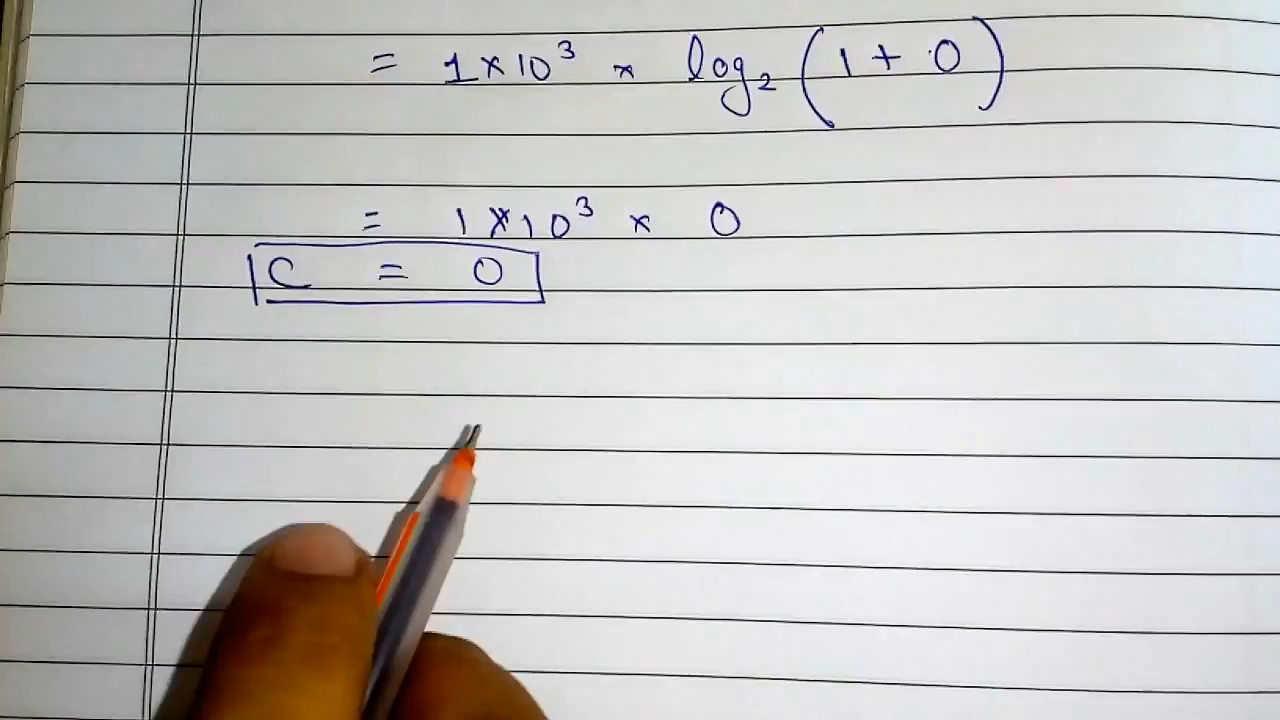 = 1×10³ × log₂ (1 + 0)
= 1×10³ × 0
C = 0